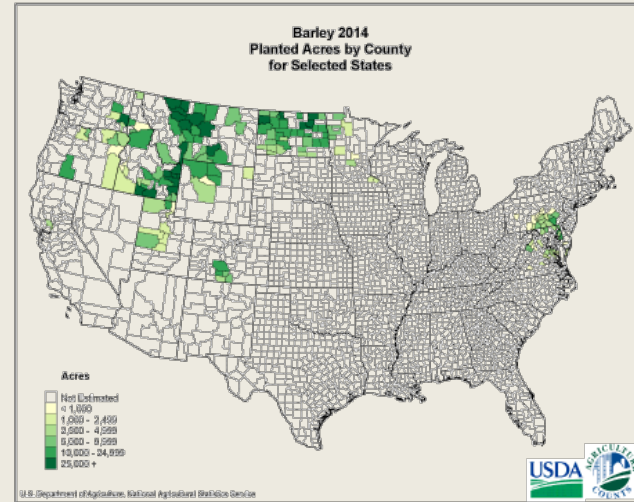 Barley 2014
Planted Acres by County
for Selected States
Acres
Not Estimated
< 1,000
1,000 - 2,499
2,500 - 4,999
5,000 - 9,999
10,000 - 24,999
25,000 +
U.S. Department of Agriculture, National Agricultural Statistics Service
USDA
AGRICULTURE
COUNTS